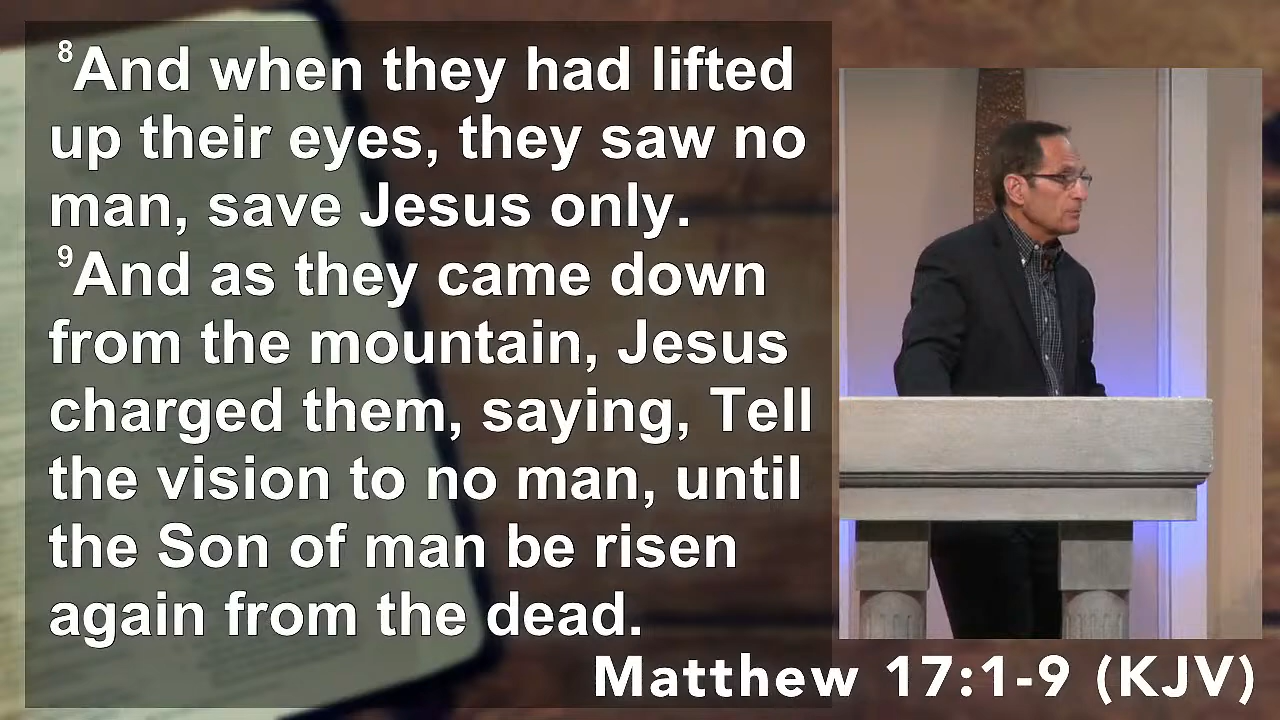 ⁸And when they had lifted
up their eyes, they saw no
man, save Jesus only.
⁹And as they came down
from the mountain, Jesus
charged them, saying, Tell
the vision to no man, until
the Son of man be risen
again from the dead.
Matthew 17:1-9 (KJV)